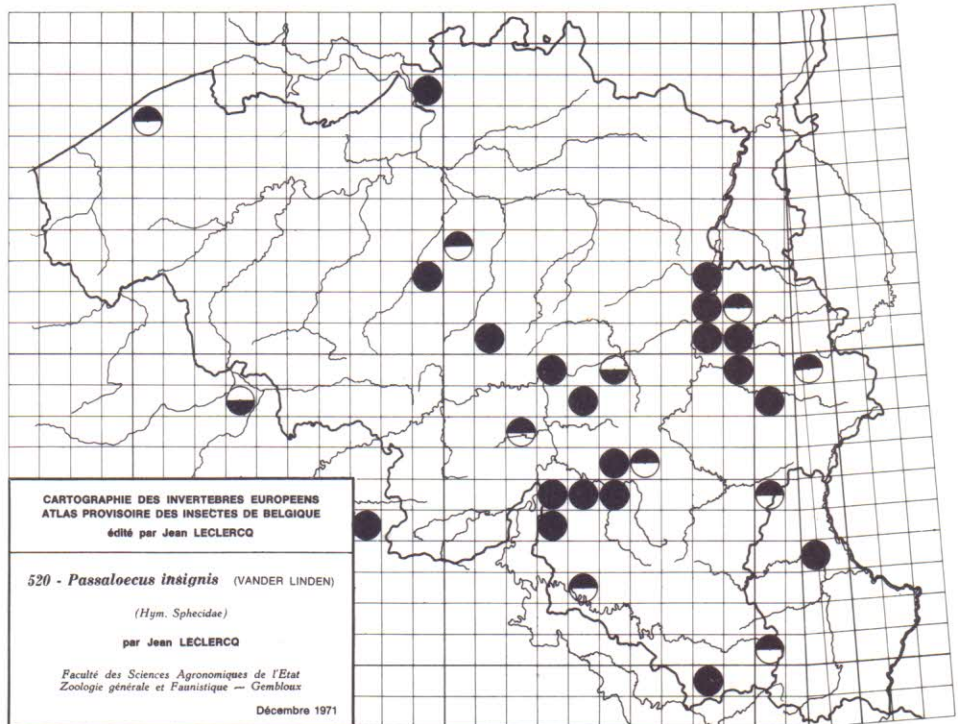 CARTOGRAPHIE DES INVERTEBRES EUROPEENS
ATLAS PROVISOIRE DES INSECTES DE BELGIQUE
édité par Jean LECLERCQ
520 - Passaloecus insignis (VANDER LINDEN)
(Hym. Sphecidae)
par Jean LECLERCQ
Faculté des Sciences Agronomiques de l'Etat
Zoologie générale et Faunistique — Gembloux
Décembre 1971